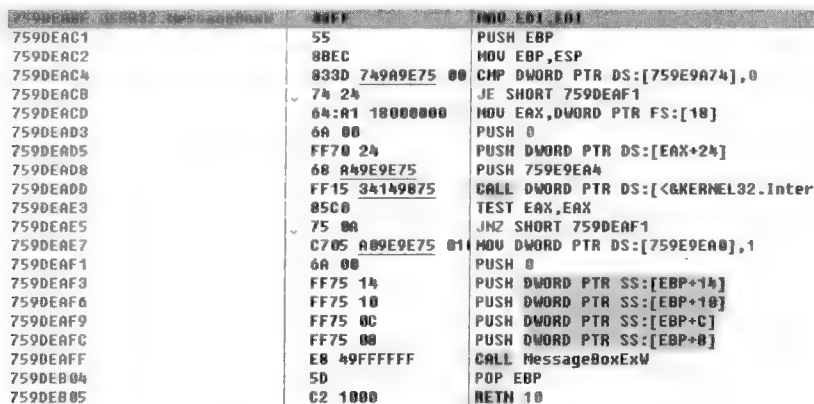 759DEABF USER32.MessageBoxW 8BFF MOV EDI,EDI
759DEAC1 55 PUSH EBP
759DEAC2 8BEC MOV EBP,ESP
759DEAC4 833D 749A9E75 00 CMP DWORD PTR DS:[759E9A74],0
759DEACB 74 24 JE SHORT 759DEAF1
759DEACD 64:A1 18000000 MOV EAX,DWORD PTR FS:[18]
759DEAD3 6A 00 PUSH 0
759DEAD5 FF70 24 PUSH DWORD PTR DS:[EAX+24]
759DEAD8 68 A49E9E75 PUSH 759E9EA4
759DEADD FF15 34149875 CALL DWORD PTR DS:[<&KERNEL32.Inter
759DEAE3 85C0 TEST EAX,EAX
759DEAE5 75 0A JNZ SHORT 759DEAF1
759DEAE7 C705 A09E9E75 01 MOV DWORD PTR DS:[759E9EA0],1
759DEAF1 6A 00 PUSH 0
759DEAF3 FF75 14 PUSH DWORD PTR SS:[EBP+14]
759DEAF6 FF75 10 PUSH DWORD PTR SS:[EBP+10]
759DEAF9 FF75 0C PUSH DWORD PTR SS:[EBP+C]
759DEAFC FF75 08 PUSH DWORD PTR SS:[EBP+8]
759DEAFF E8 49FFFFFF CALL MessageBoxExW
759DEB04 5D POP EBP
759DEB05 C2 1000 RETN 10